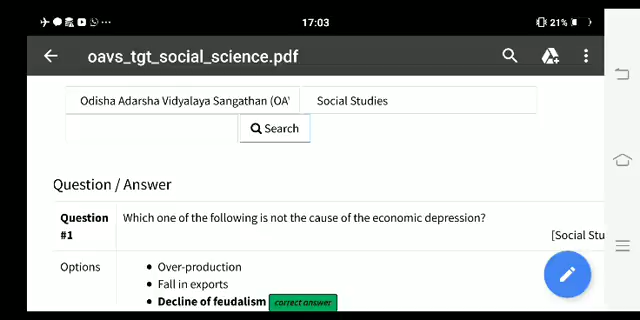 17:03
21%
oavs_tgt_social_science.pdf
Odisha Adarsha Vidyalaya Sangathan (OAV
Social Studies
Search
Question / Answer
Question #1
Which one of the following is not the cause of the economic depression?
[Social Stu
Options
• Over-production
• Fall in exports
• Decline of feudalism correct answer